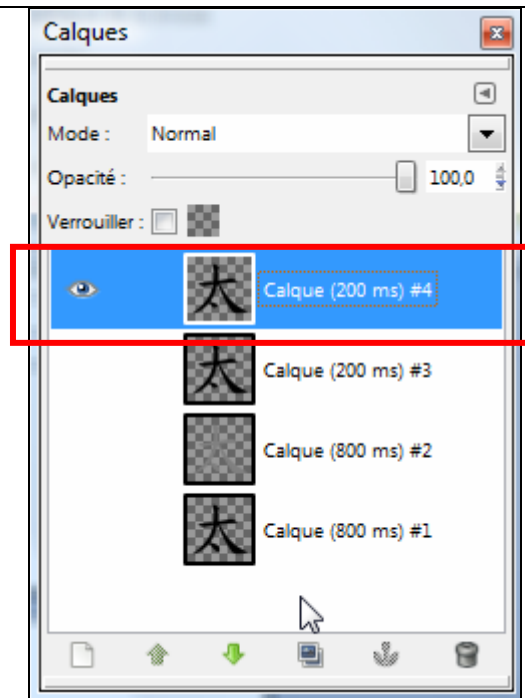 Calques
Calques
Mode : Normal
Opacité : 100,0
Verrouiller :
太 Calque (200 ms) #4
太 Calque (200 ms) #3
Calque (800 ms) #2
太 Calque (800 ms) #1